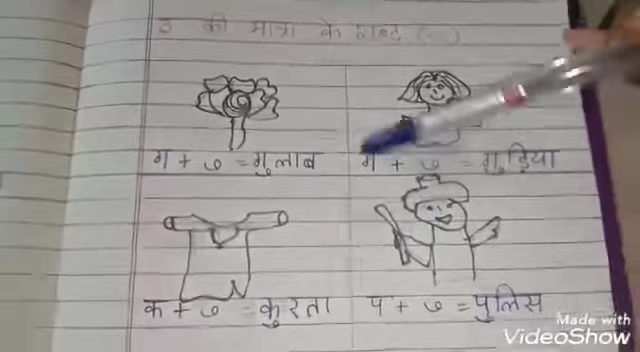 उ की मात्रा के शब्द ( ु )
ग + ु = गुलाब
ग + ु = गुड़िया
क + ु = कुरता
प + ु = पुलिस
Made with
VideoShow